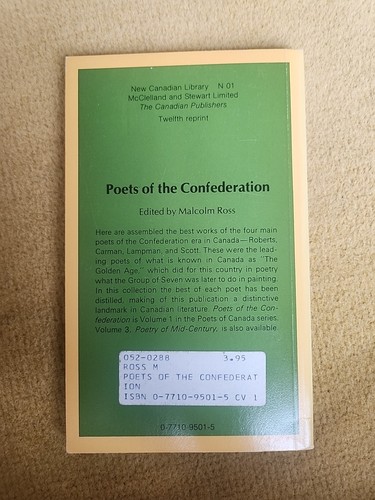 New Canadian Library N 01
McClelland and Stewart Limited
The Canadian Publishers
Twelfth reprint
Poets of the Confederation
Edited by Malcolm Ross
Here are assembled the best works of the four main
poets of the Confederation era in Canada—Roberts,
Carman, Lampman, and Scott. These were the lead-
ing poets of what is known in Canada as "The
Golden Age," which did for this country in poetry
what the Group of Seven was later to do in painting.
In this collection the best of each poet has been
distilled, making of this publication a distinctive
landmark in Canadian literature. Poets of the Con-
federation is Volume 1 in the Poets of Canada series;
Volume 3, Poetry of Mid-Century, is also available.
052-0288 3.95
ROSS M
POETS OF THE CONFEDERAT
ION
ISBN 0-7710-9501-5 CV 1
0-7710-9501-5